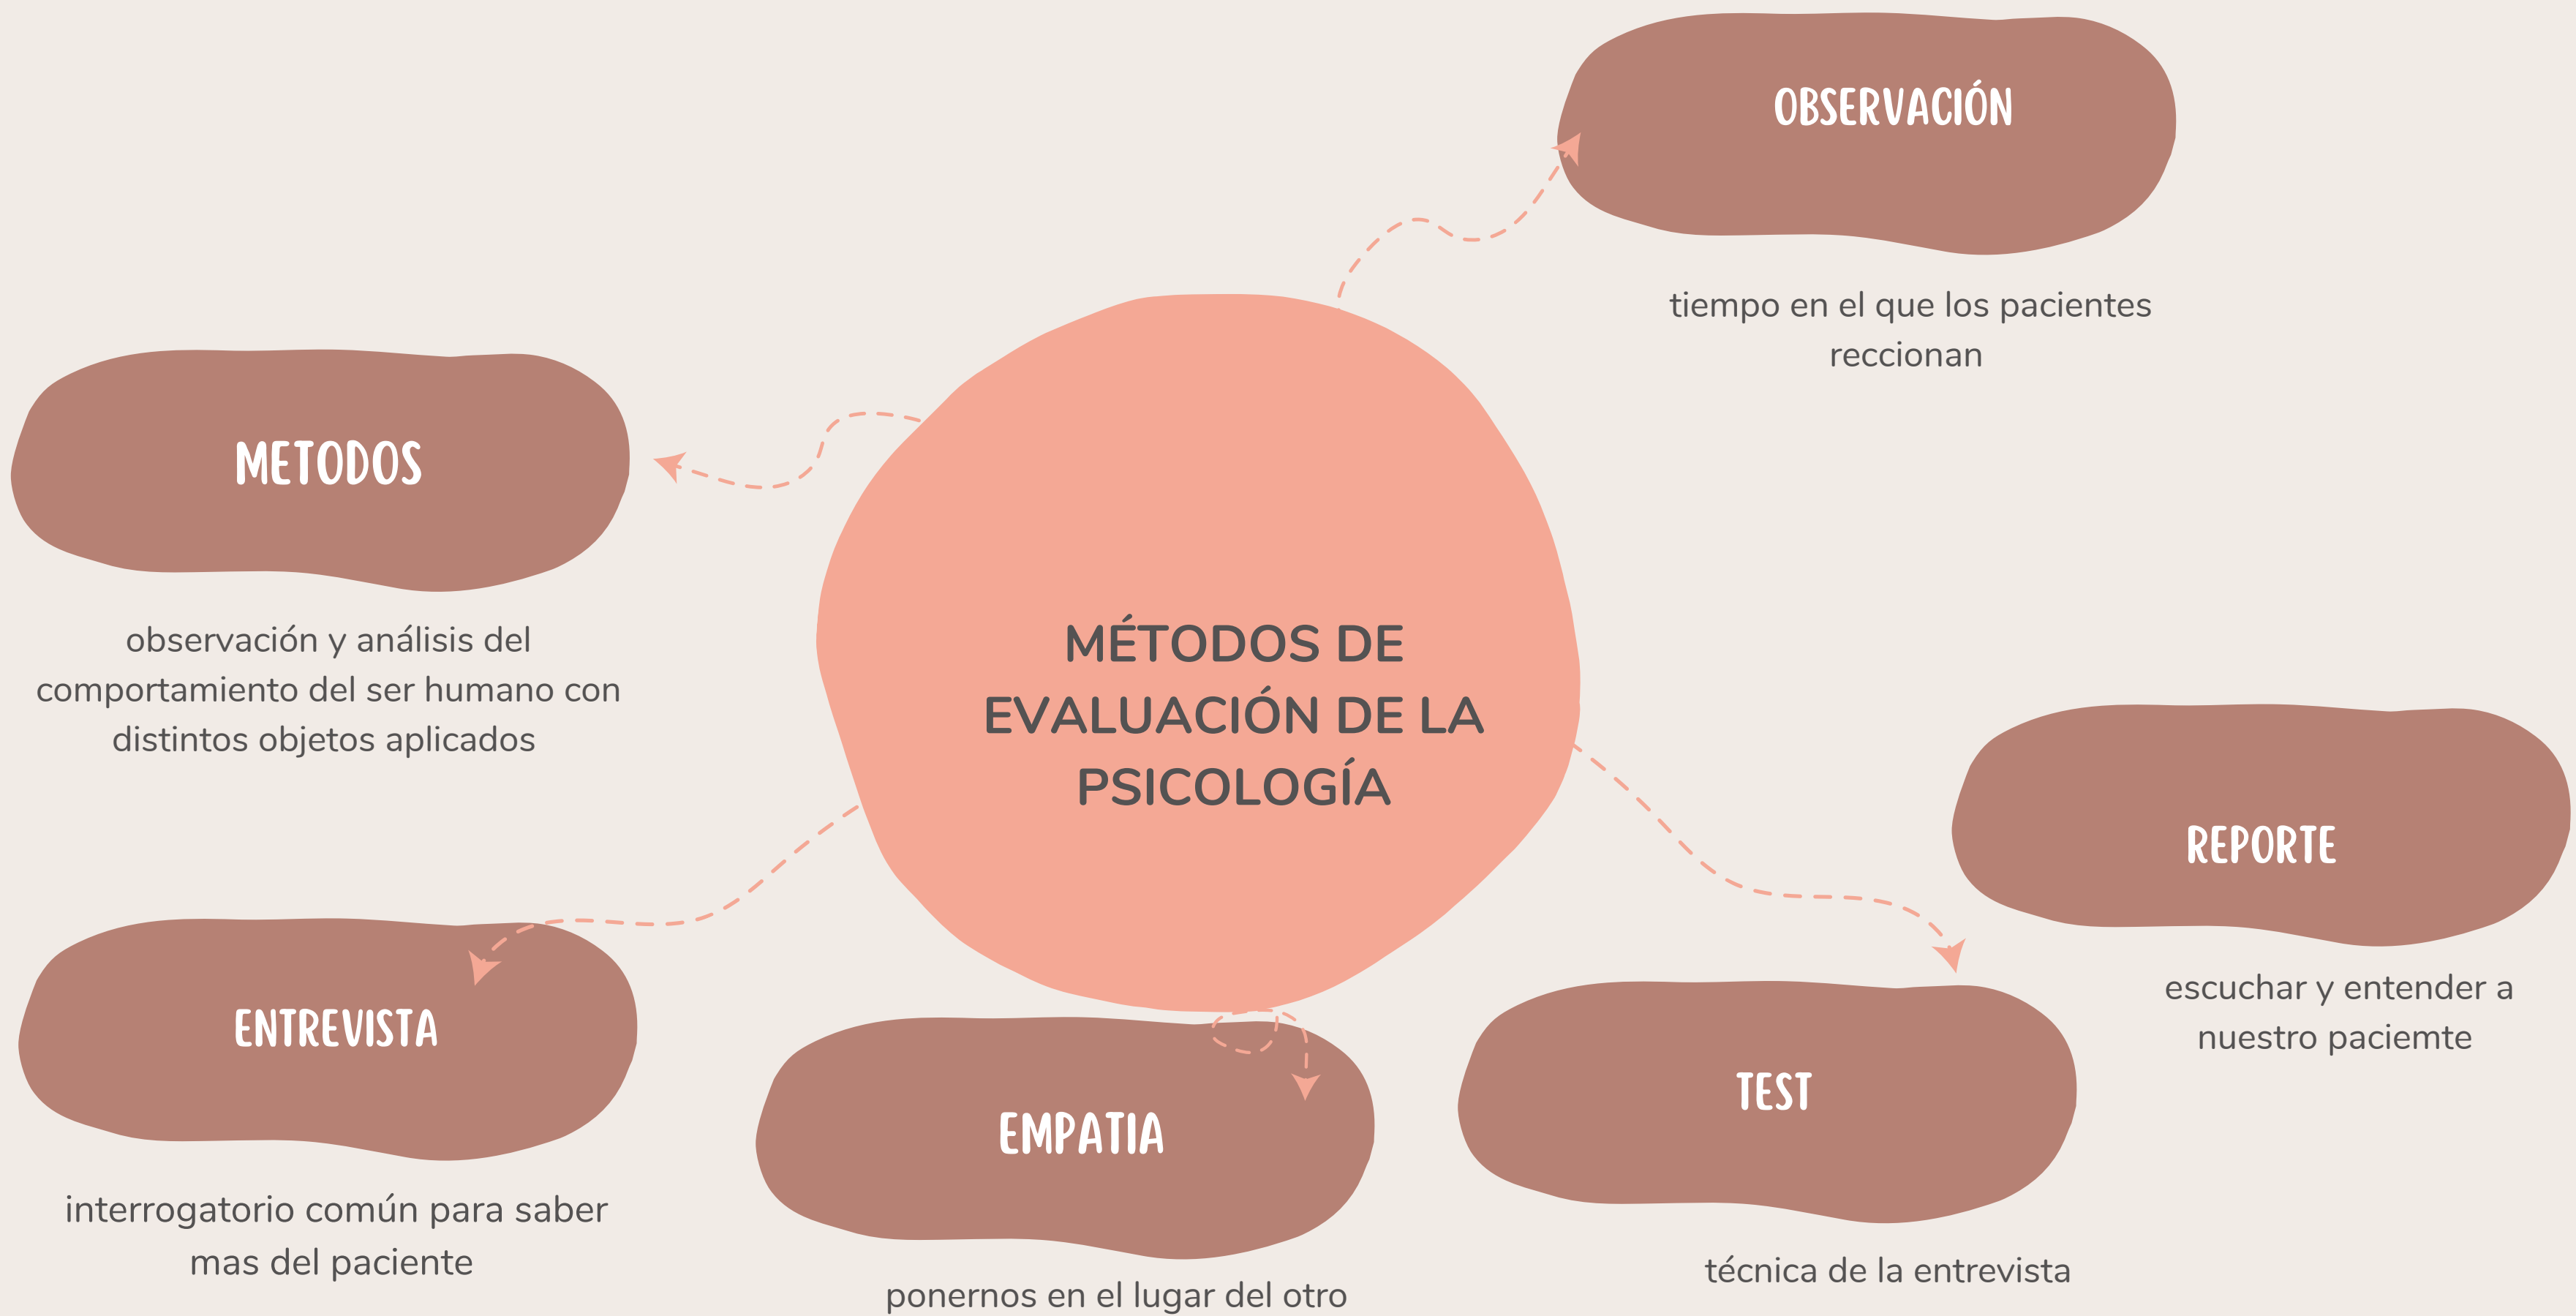 OBSERVACIÓN
tiempo en el que los pacientes
reccionan
METODOS
observación y análisis del
comportamiento del ser humano con
distintos objetos aplicados
MÉTODOS DE
EVALUACIÓN DE LA
PSICOLOGÍA
REPORTE
escuchar y entender a
nuestro paciemte
ENTREVISTA
interrogatorio común para saber
mas del paciente
EMPATIA
ponernos en el lugar del otro
TEST
técnica de la entrevista